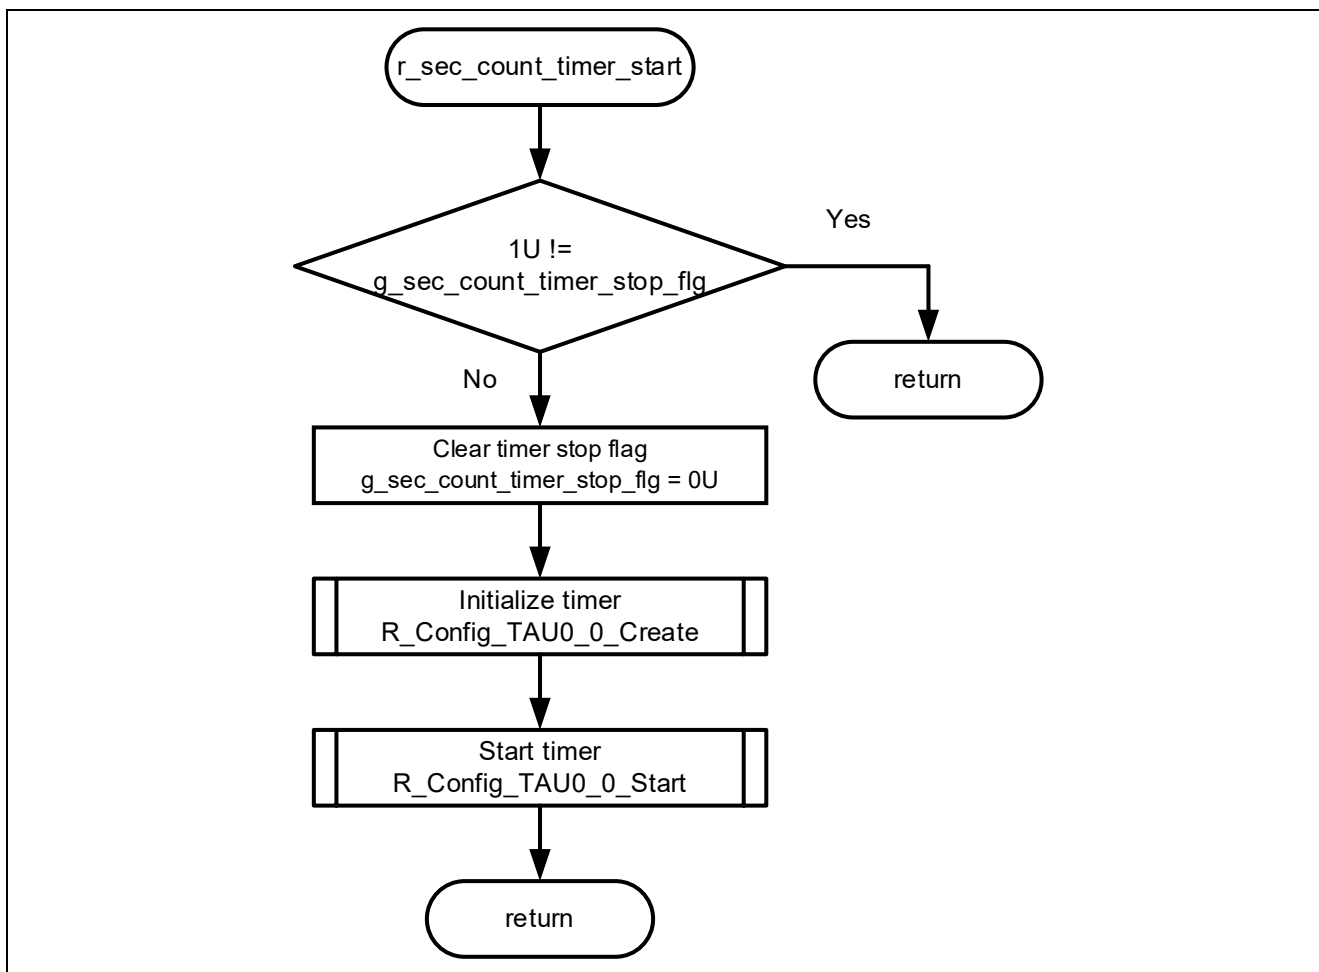 r_sec_count_timer_start
1U !=
g_sec_count_timer_stop_flg
Yes
No
return
Clear timer stop flag
g_sec_count_timer_stop_flg = 0U
Initialize timer
R_Config_TAU0_0_Create
Start timer
R_Config_TAU0_0_Start
return